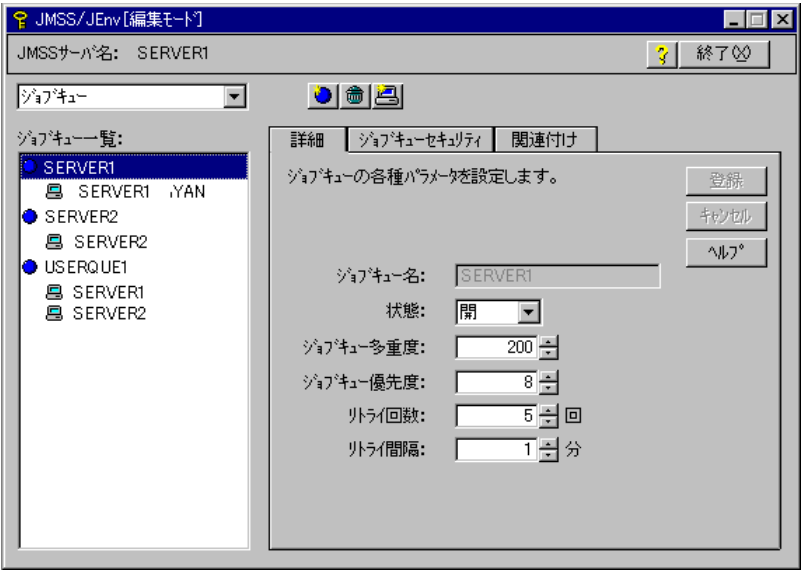 JMSS/JEnv[編集ﾓｰﾄﾞ]
JMSSｻｰﾊﾞ名: SERVER1
終了(X)
ｼﾞｮﾌﾞｷｭｰ
ｼﾞｮﾌﾞｷｭｰ一覧:
SERVER1
SERVER1
SERVER2
SERVER2
USERQUE1
SERVER1
SERVER2
詳細 ｼﾞｮﾌﾞｷｭｰｾｷｭﾘﾃｨ 関連付け
ｼﾞｮﾌﾞｷｭｰの各種ﾊﾟﾗﾒｰﾀを設定します。
登録
ｷｬﾝｾﾙ
ﾍﾙﾌﾟ
ｼﾞｮﾌﾞｷｭｰ名: SERVER1
状態: 開
ｼﾞｮﾌﾞｷｭｰ多重度: 200
ｼﾞｮﾌﾞｷｭｰ優先度: 8
ﾘﾄﾗｲ回数: 5 回
ﾘﾄﾗｲ間隔: 1 分